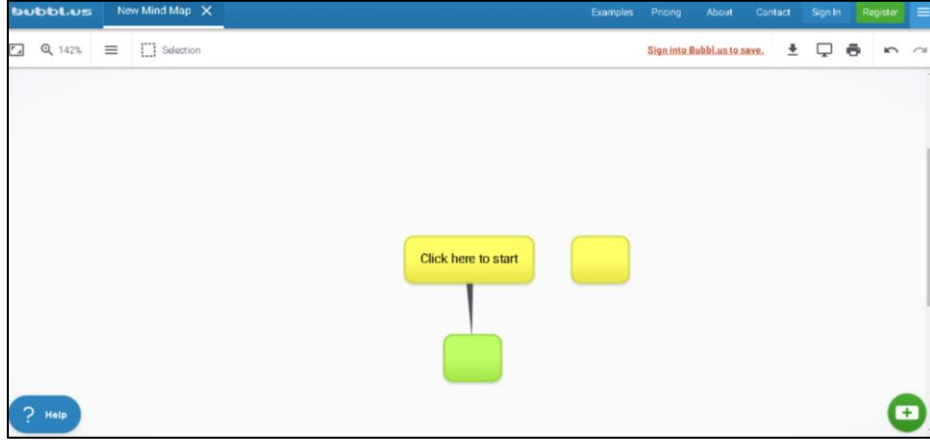 bubbl.us New Mind Map Examples Pricing About Contact Sign In Register
142% Selection Sign into Bubbl.us to save.
Click here to start
? Help